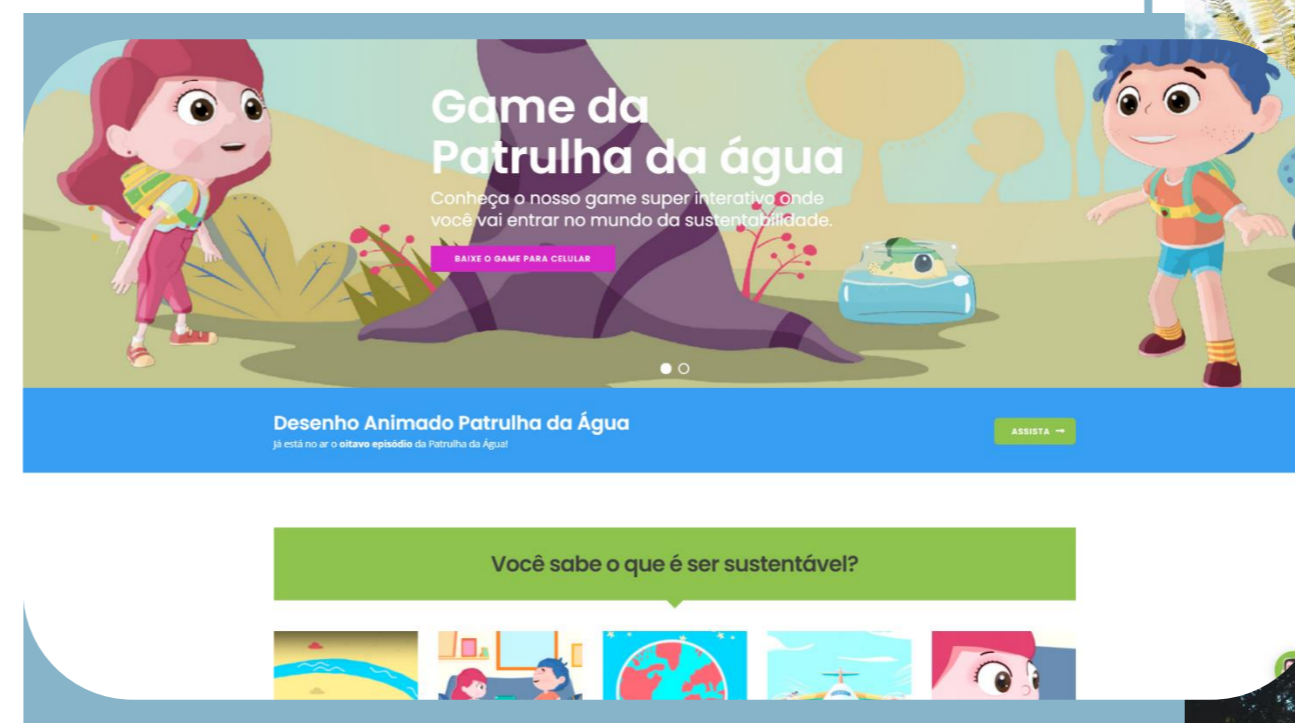 Game da
Patrulha da água
Conheça o nosso game super interativo onde
você vai entrar no mundo da sustentabilidade.
BAIXE O GAME PARA CELULAR
Desenho Animado Patrulha da Água
Já está no ar o oitavo episódio da Patrulha da Água!
ASSISTA →
Você sabe o que é ser sustentável?